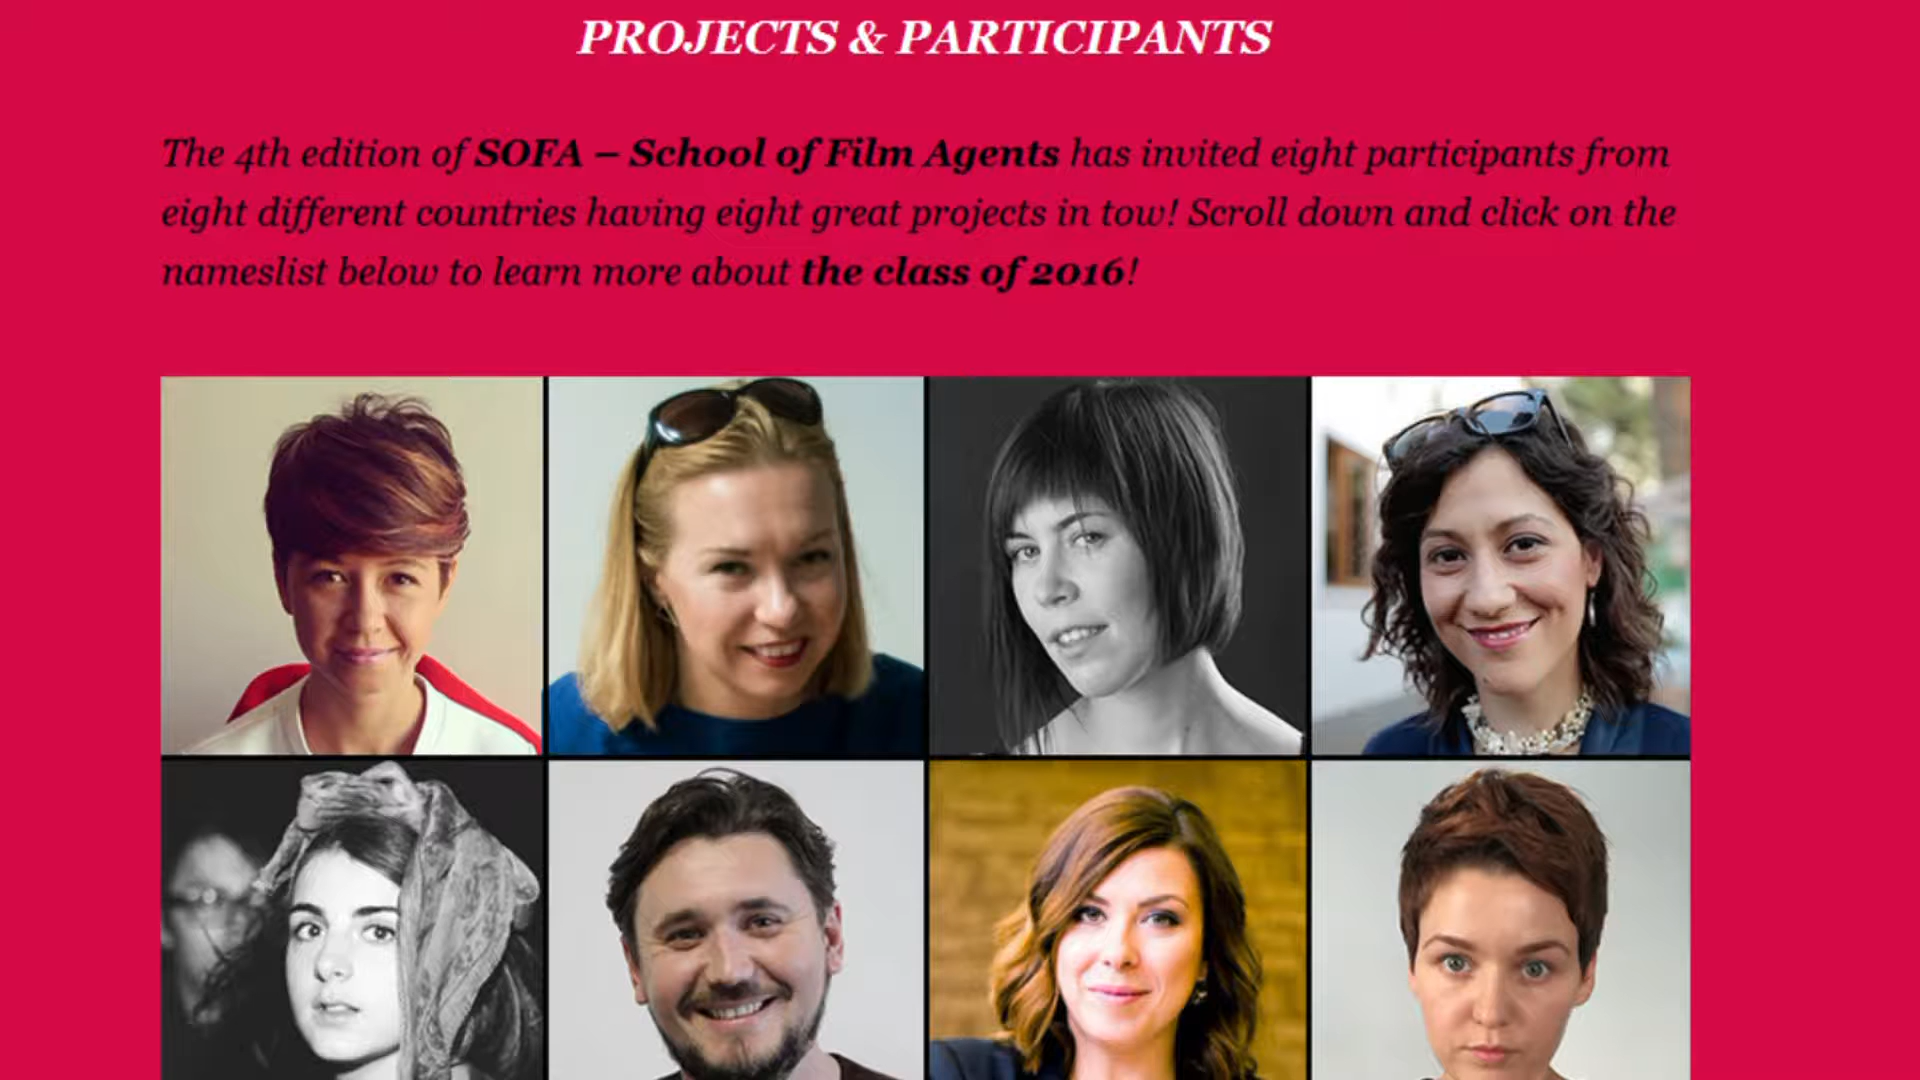 PROJECTS & PARTICIPANTS
The 4th edition of SOFA – School of Film Agents has invited eight participants from
eight different countries having eight great projects in tow! Scroll down and click on the
nameslist below to learn more about the class of 2016!